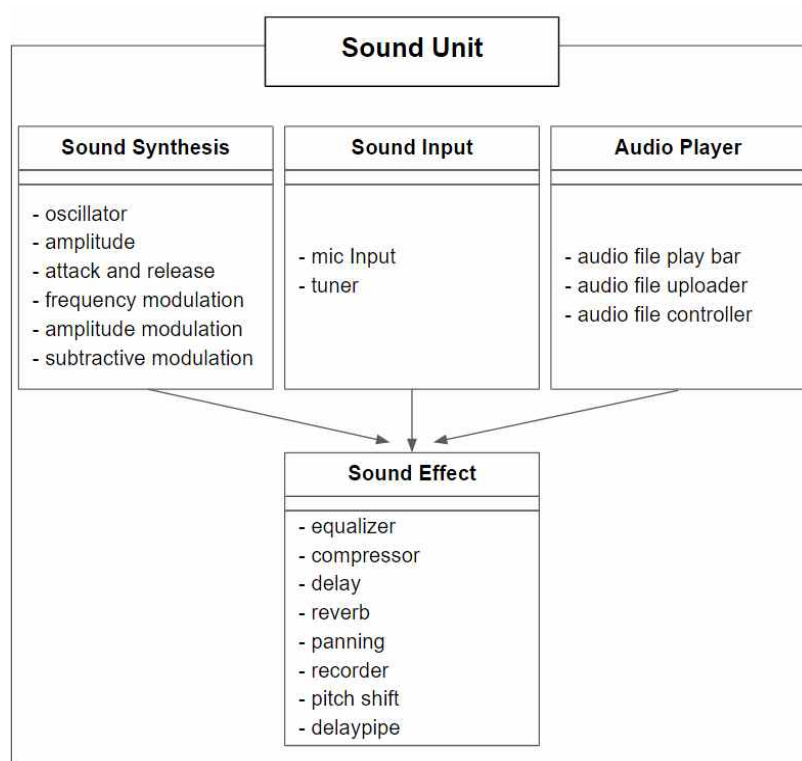 Sound Unit
Sound Synthesis
- oscillator
- amplitude
- attack and release
- frequency modulation
- amplitude modulation
- subtractive modulation
Sound Input
- mic Input
- tuner
Audio Player
- audio file play bar
- audio file uploader
- audio file controller
Sound Effect
- equalizer
- compressor
- delay
- reverb
- panning
- recorder
- pitch shift
- delaypipe